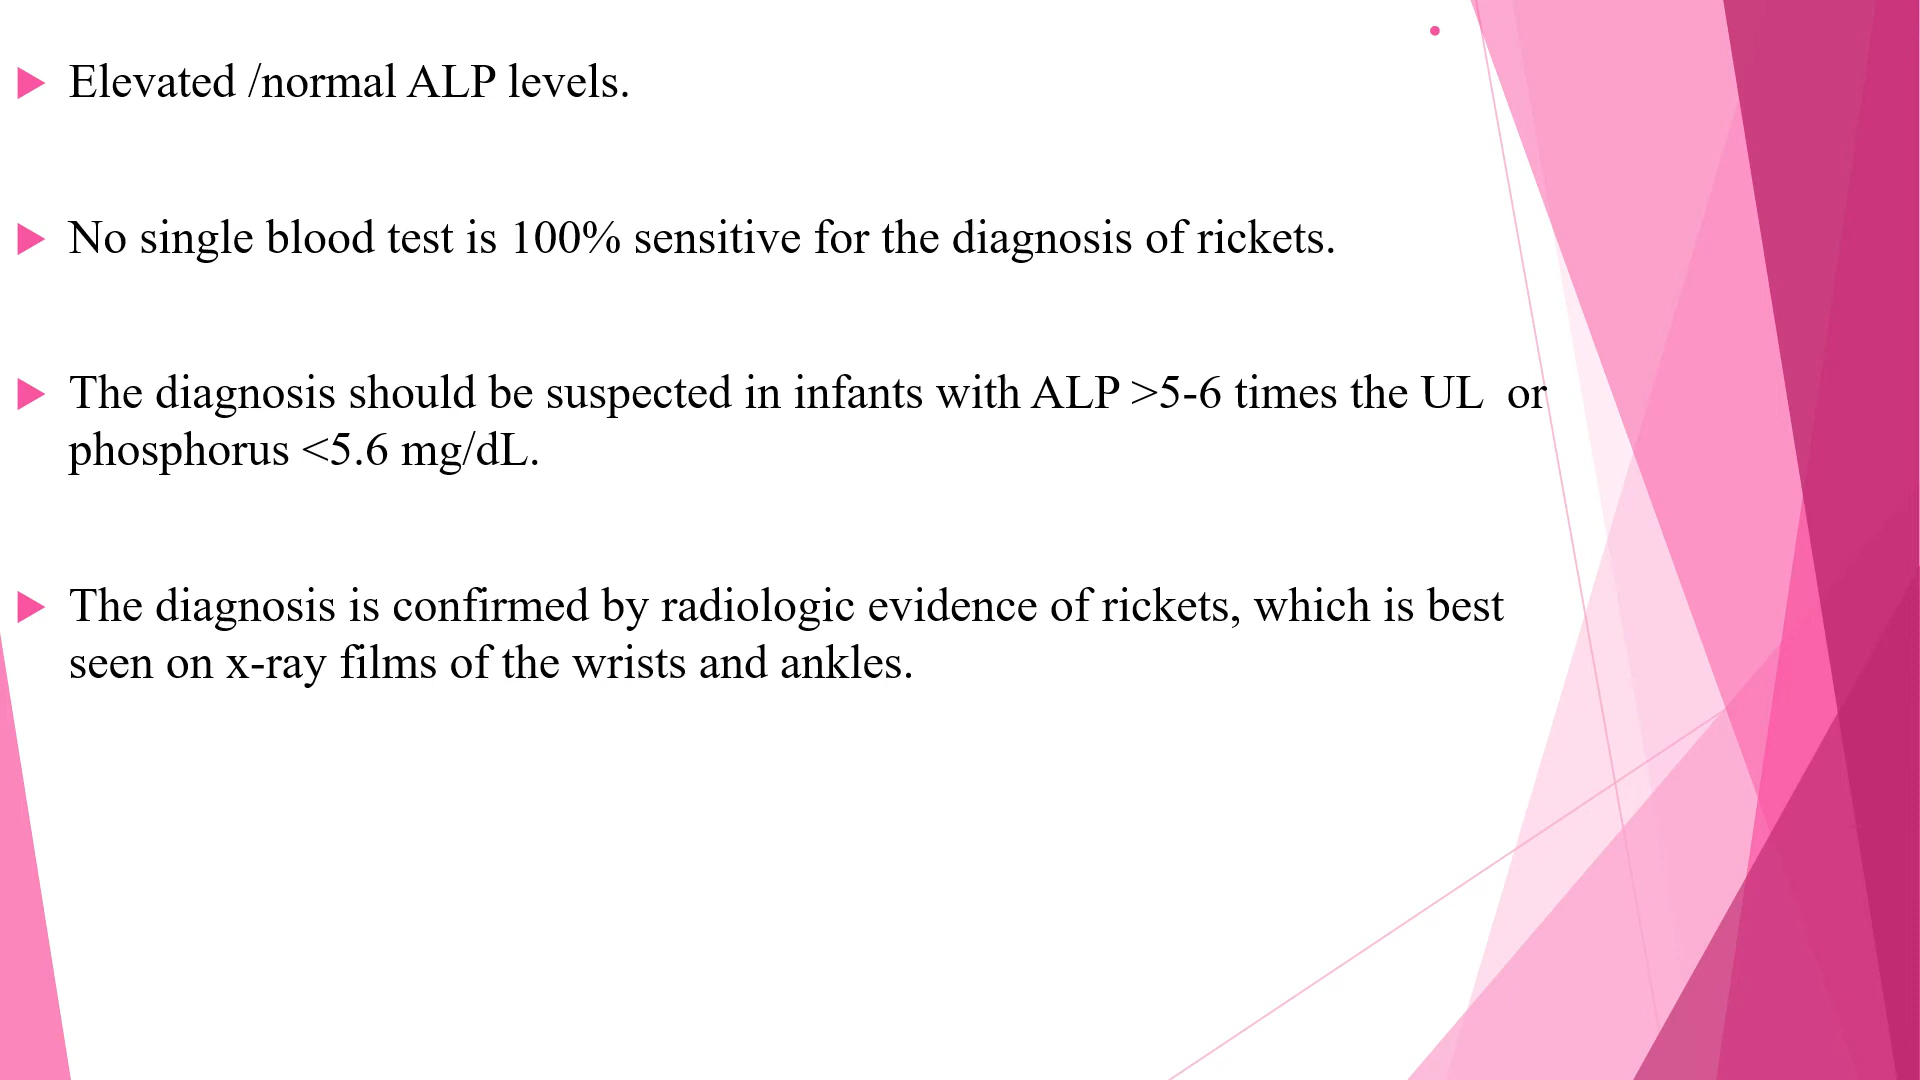 Elevated /normal ALP levels.
No single blood test is 100% sensitive for the diagnosis of rickets.
The diagnosis should be suspected in infants with ALP >5-6 times the UL  or
phosphorus <5.6 mg/dL.
The diagnosis is confirmed by radiologic evidence of rickets, which is best
seen on x-ray films of the wrists and ankles.